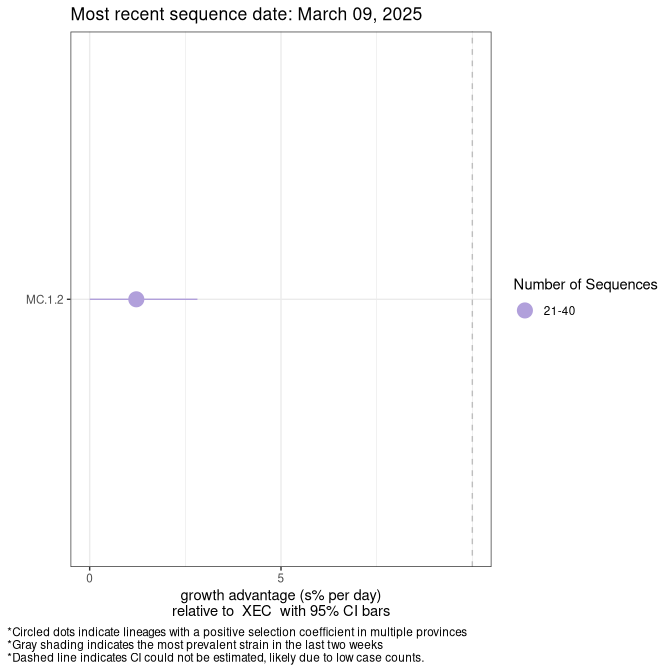 Most recent sequence date: March 09, 2025
MC.1.2
Number of Sequences
21-40
0 5
growth advantage (s% per day)
relative to  XEC  with 95% CI bars
*Circled dots indicate lineages with a positive selection coefficient in multiple provinces
*Gray shading indicates the most prevalent strain in the last two weeks
*Dashed line indicates CI could not be estimated, likely due to low case counts.